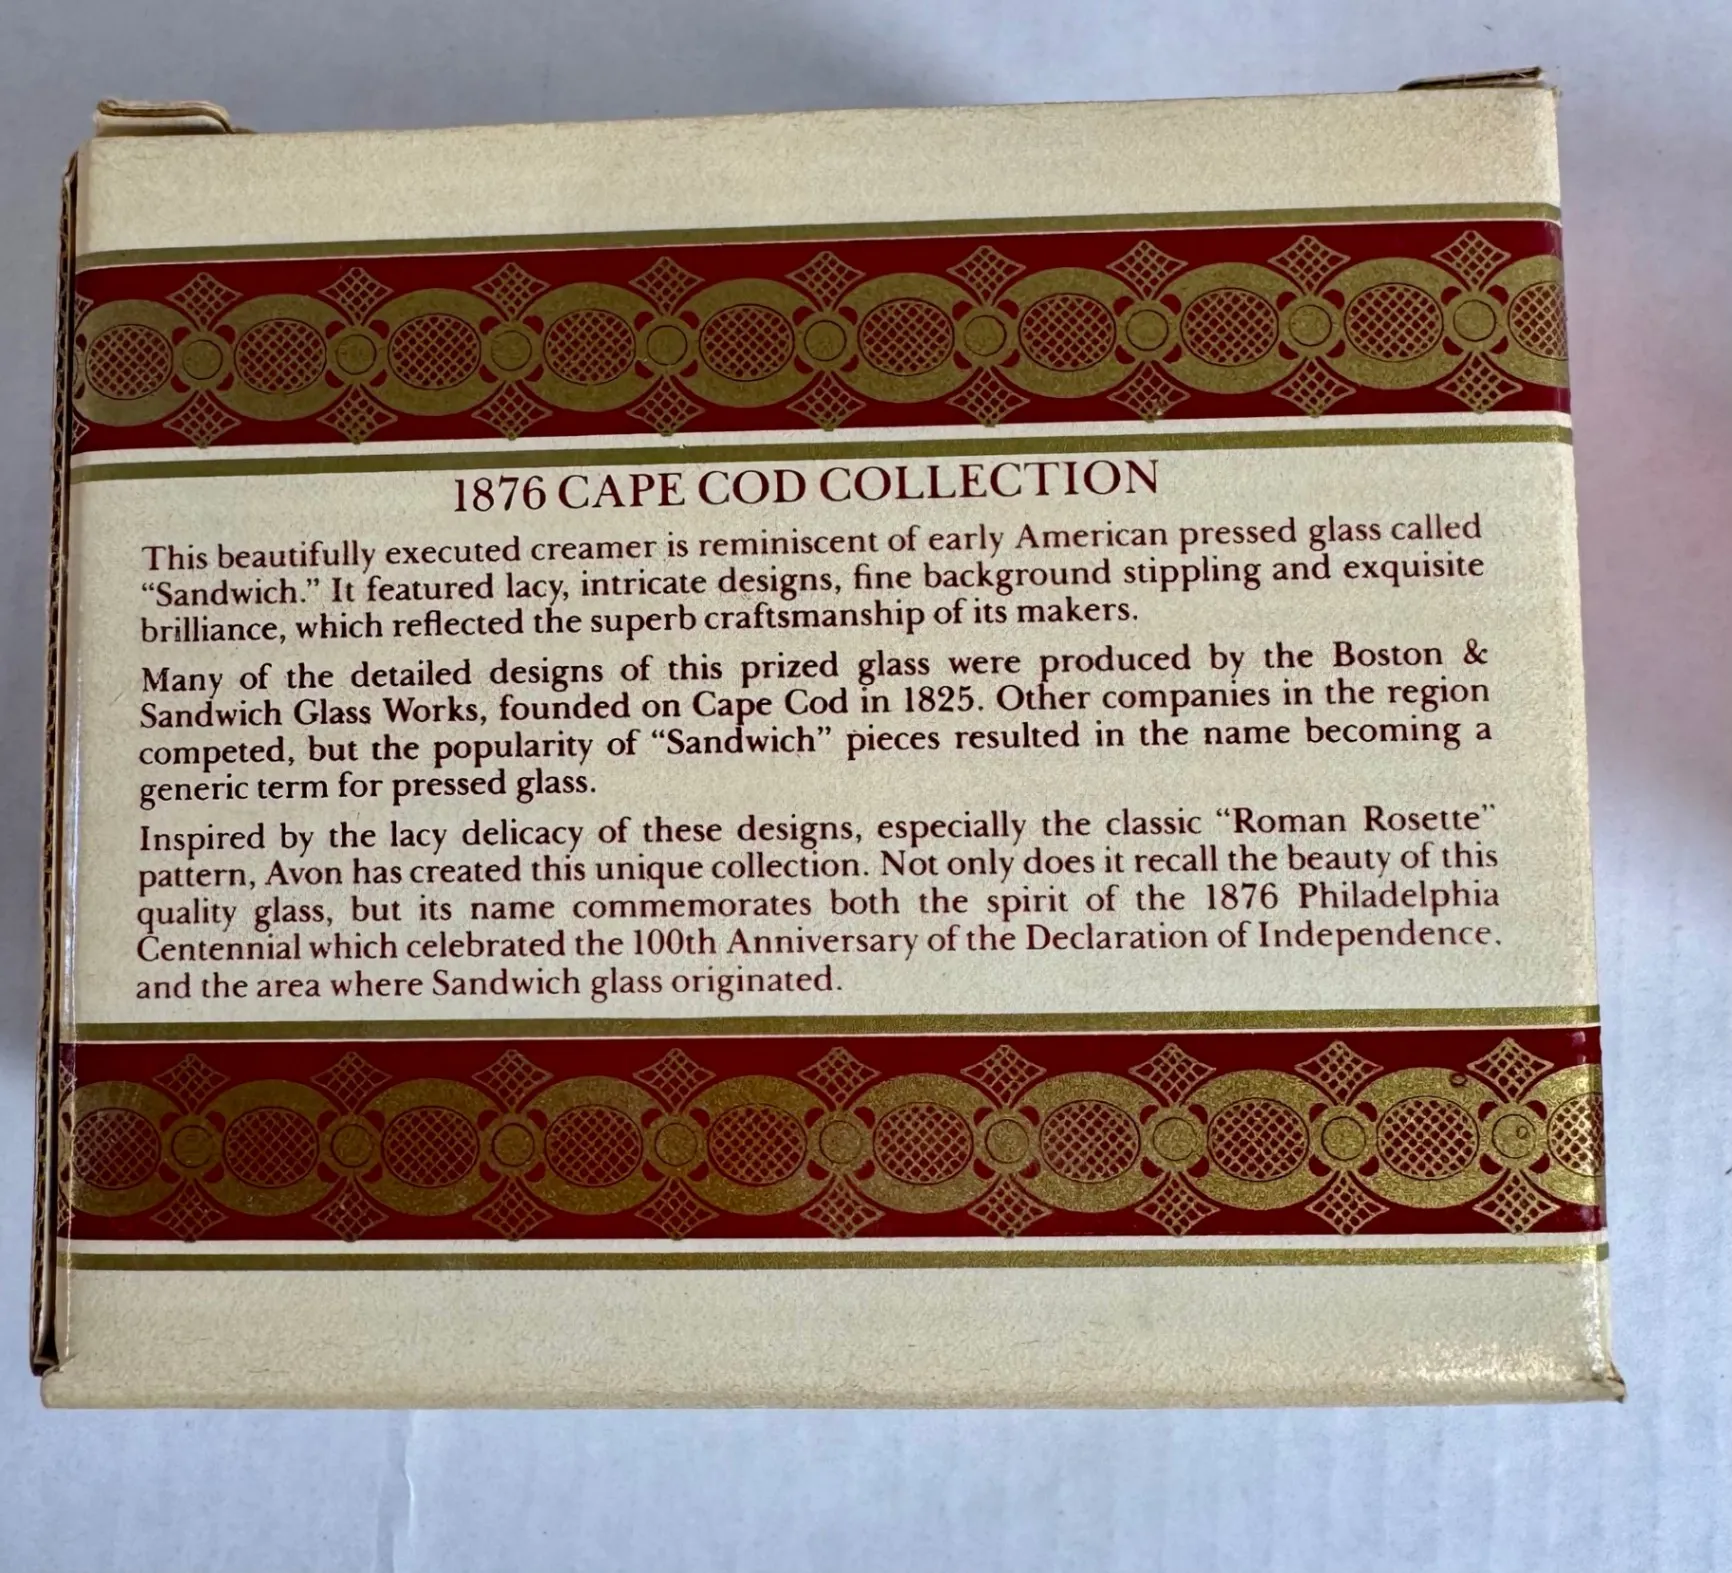 1876 CAPE COD COLLECTION
This beautifully executed creamer is reminiscent of early American pressed glass called
“Sandwich.” It featured lacy, intricate designs, fine background stippling and exquisite
brilliance, which reflected the superb craftsmanship of its makers.
Many of the detailed designs of this prized glass were produced by the Boston &
Sandwich Glass Works, founded on Cape Cod in 1825. Other companies in the region
competed, but the popularity of “Sandwich” pieces resulted in the name becoming a
generic term for pressed glass.
Inspired by the lacy delicacy of these designs, especially the classic “Roman Rosette”
pattern, Avon has created this unique collection. Not only does it recall the beauty of this
quality glass, but its name commemorates both the spirit of the 1876 Philadelphia
Centennial which celebrated the 100th Anniversary of the Declaration of Independence,
and the area where Sandwich glass originated.